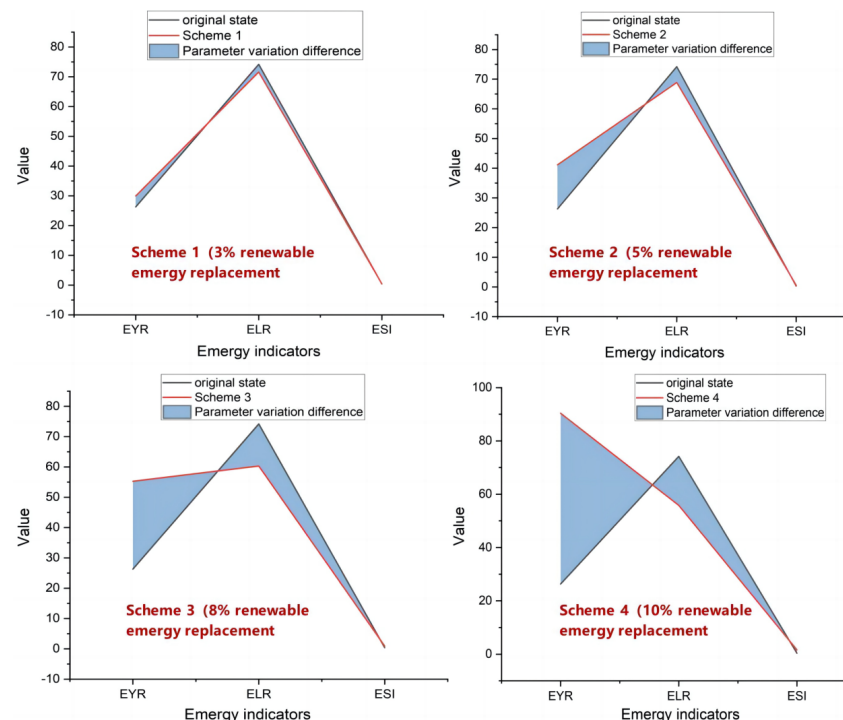 original state
Scheme 1
Parameter variation difference
80
70
60
50
40
30
20
10
0
-10
Value
Scheme 1 (3% renewable
emergy replacement
EYR
ELR
ESI
Emergy indicators
original state
Scheme 2
Parameter variation difference
80
70
60
50
40
30
20
10
0
-10
Value
Scheme 2 (5% renewable
emergy replacement
EYR
ELR
ESI
Emergy indicators
original state
Scheme 3
Parameter variation difference
80
70
60
50
40
30
20
10
0
-10
Value
Scheme 3 (8% renewable
emergy replacement
EYR
ELR
ESI
Emergy indicators
original state
Scheme 4
Parameter variation difference
100
80
60
40
20
0
Value
Scheme 4 (10% renewable
emergy replacement
EYR
ELR
ESI
Emergy indicators